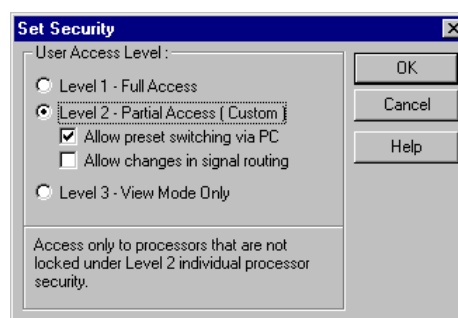 Set Security
User Access Level :
Level 1 - Full Access
Level 2 - Partial Access ( Custom )
Allow preset switching via PC
Allow changes in signal routing
Level 3 - View Mode Only
Access only to processors that are not
locked under Level 2 individual processor
security.
OK
Cancel
Help